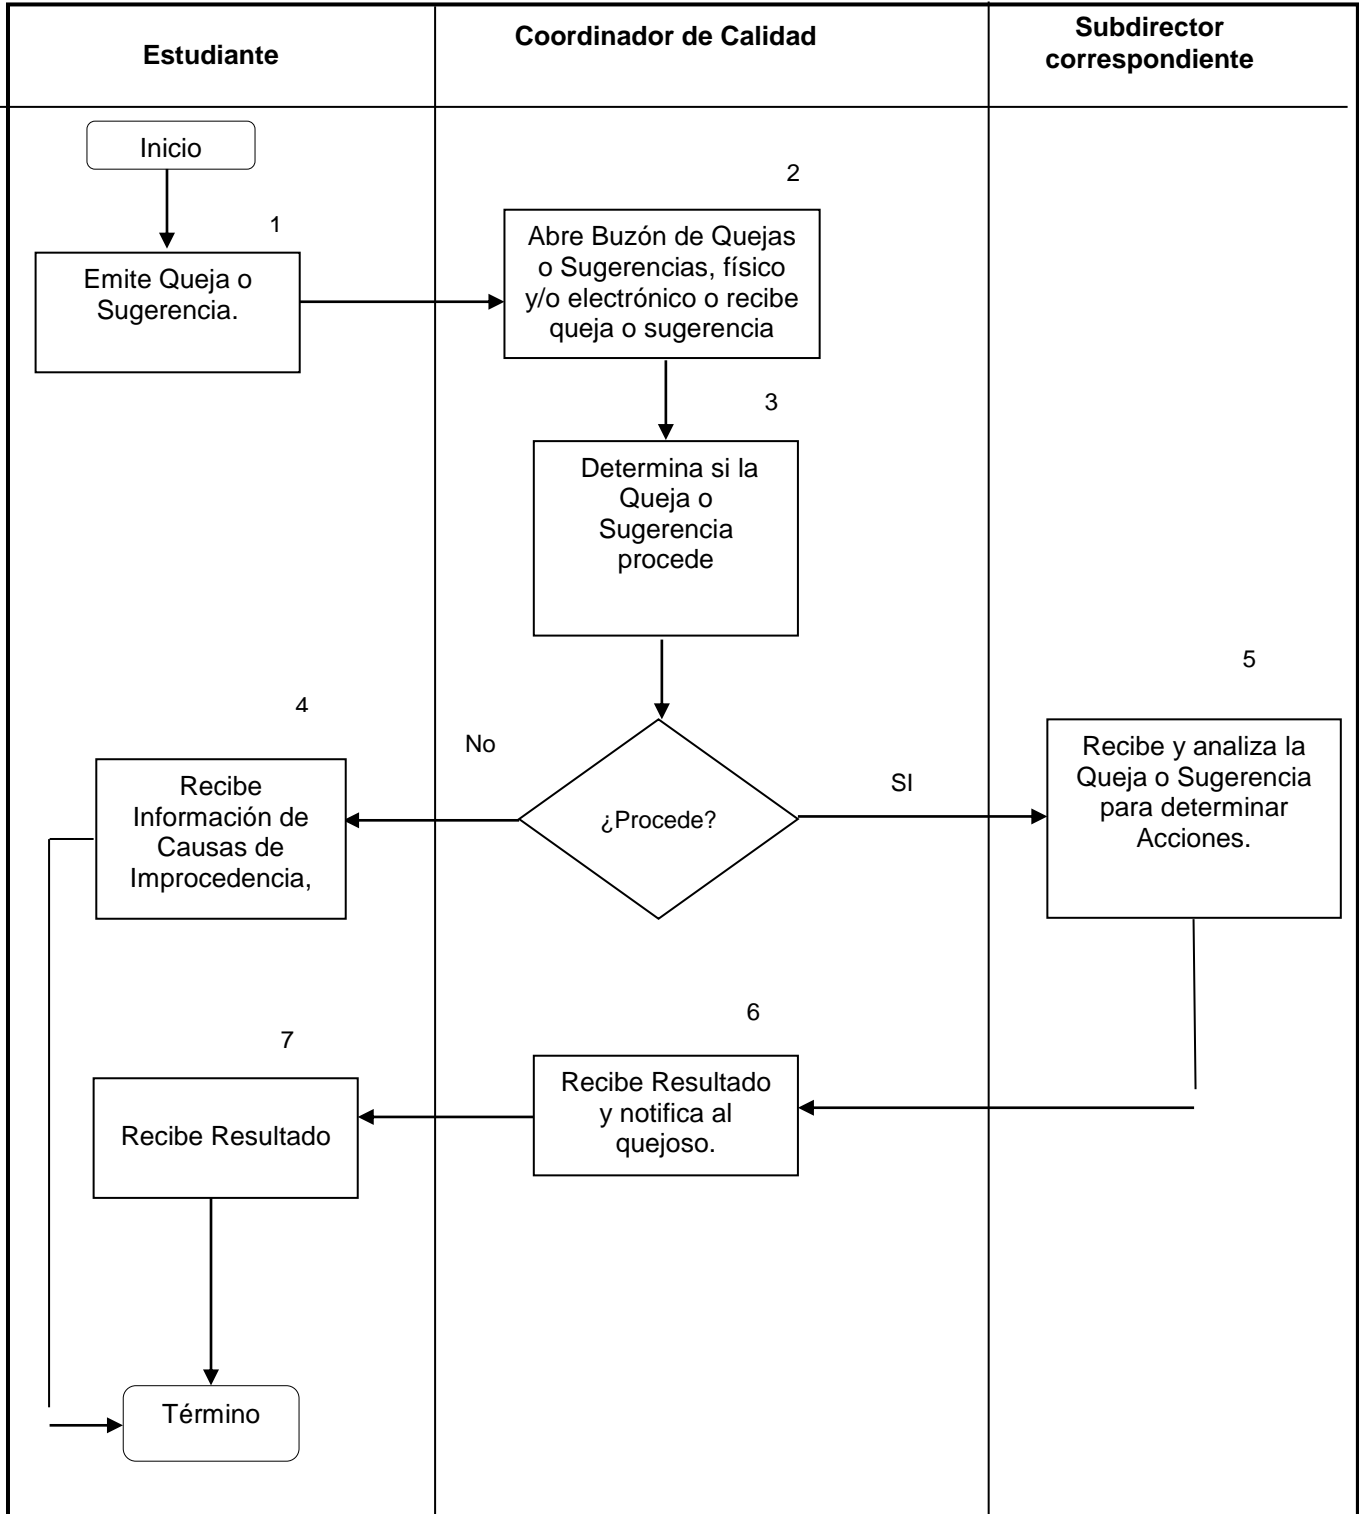 Estudiante
Coordinador de Calidad
Subdirector
correspondiente
Inicio
1
Emite Queja o
Sugerencia.
2
Abre Buzón de Quejas
o Sugerencias, físico
y/o electrónico o recibe
queja o sugerencia
3
Determina si la
Queja o
Sugerencia
procede
¿Procede?
No
SI
4
Recibe
Información de
Causas de
Improcedencia,
5
Recibe y analiza la
Queja o Sugerencia
para determinar
Acciones.
6
Recibe Resultado
y notifica al
quejoso.
7
Recibe Resultado
Término